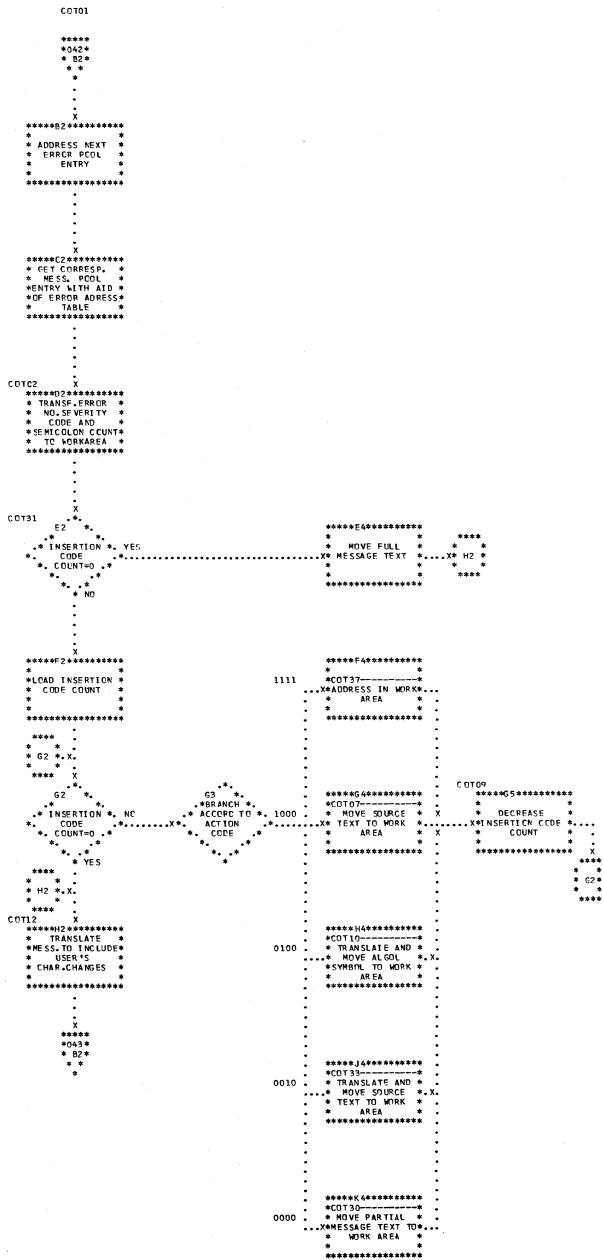 COT01
*042*
* B2*
*****B2**********
* ADDRESS NEXT *
* ERROR POOL *
* ENTRY *
*****C2**********
* GET CORRESP. *
* MESS. POOL *
*ENTRY WITH AID *
*OF ERROR ADRESS*
* TABLE *
COT02
*****D2**********
* TRANSF.ERROR *
* NO.SEVERITY *
* CODE AND *
*SEMICOLON COUNT*
* TO WORKAREA *
COT31
E2
.* INSERTION *. YES
*. CODE .*
*. COUNT=0 .*
* NO
*****E4**********
* MOVE FULL *
X* MESSAGE TEXT *....X* H2 *
*****F2**********
*LOAD INSERTION *
* CODE COUNT *
1111
*****F4**********
*COT37----------*
...X*ADDRESS IN WORK*...
* AREA *
* G2 *.X.
G2
.* INSERTION *. NO
*. CODE .*
*. COUNT=0 .*
* YES
G3
*BRANCH *.
*. ACCORD TO .*
*. ACTION .*
*. CODE .*
1000
*****G4**********
*COT07----------*
* MOVE SOURCE *
X* TEXT TO WORK *
* AREA *
COT09
*****G5**********
* DECREASE *
X*INSERTION CODE *
* COUNT *
* G2 *
* H2 *.X.
COT12
*****H2**********
* TRANSLATE *
*MESS.TO INCLUDE*
* USER'S *
* CHAR.CHANGES *
0100
*****H4**********
*COT10----------*
* TRANSLATE AND *
....* MOVE ALGOL *.X.
*SYMBOL TO WORK *
* AREA *
*043*
* B2*
0010
*****J4**********
*COT33----------*
* TRANSLATE AND *
....* MOVE SOURCE *.X.
* TEXT TO WORK *
* AREA *
0000
*****K4**********
*COT30----------*
* MOVE PARTIAL *
...X*MESSAGE TEXT TO*...
* WORK AREA *